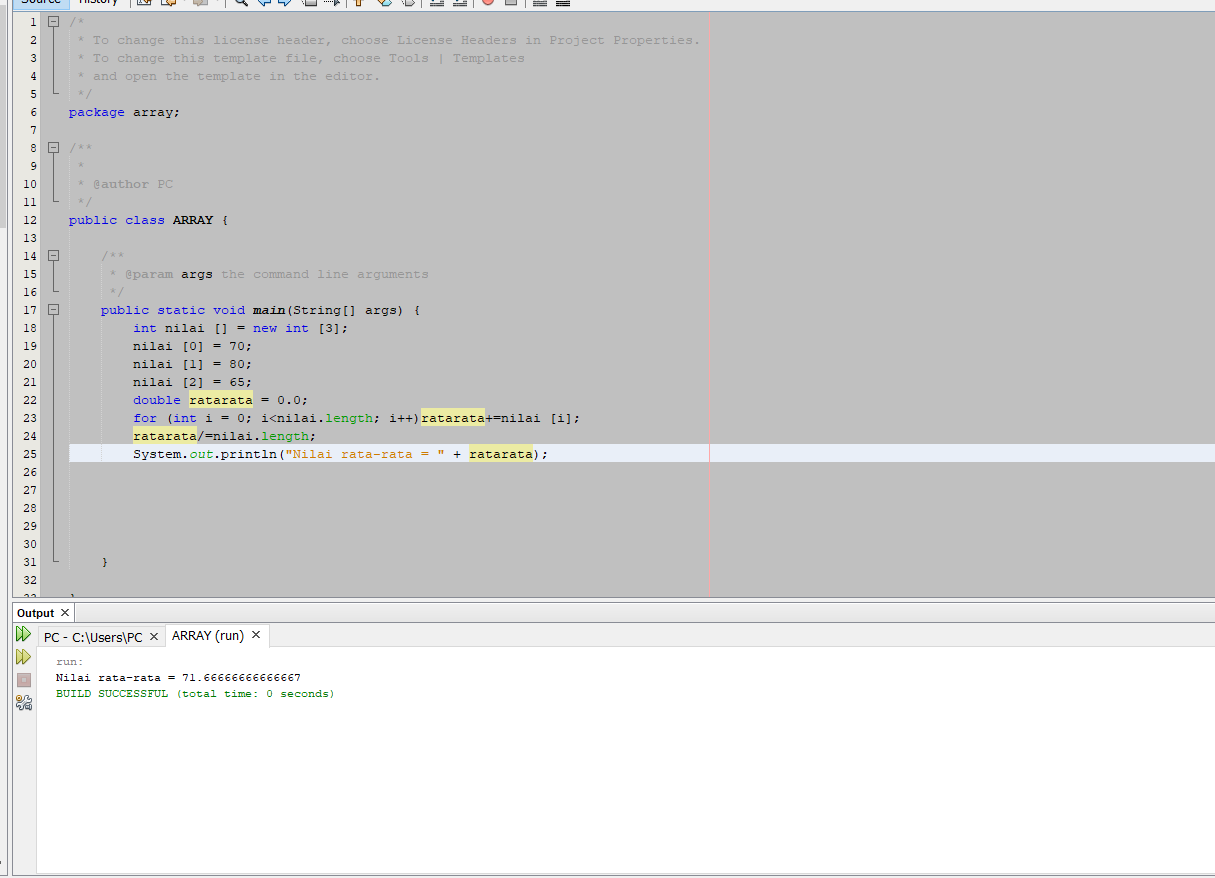 Source History
1 /*
2 * To change this license header, choose License Headers in Project Properties.
3 * To change this template file, choose Tools | Templates
4 * and open the template in the editor.
5 */
6 package array;
7
8 /**
9 *
10 * @author PC
11 */
12 public class ARRAY {
13
14 /**
15 * @param args the command line arguments
16 */
17 public static void main(String[] args) {
18 int nilai [] = new int [3];
19 nilai [0] = 70;
20 nilai [1] = 80;
21 nilai [2] = 65;
22 double ratarata = 0.0;
23 for (int i = 0; i<nilai.length; i++)ratarata+=nilai [i];
24 ratarata/=nilai.length;
25 System.out.println("Nilai rata-rata = " + ratarata);
26
27
28
29
30
31 }
32
Output
PC - C:\Users\PC
ARRAY (run)
run:
Nilai rata-rata = 71.66666666666667
BUILD SUCCESSFUL (total time: 0 seconds)